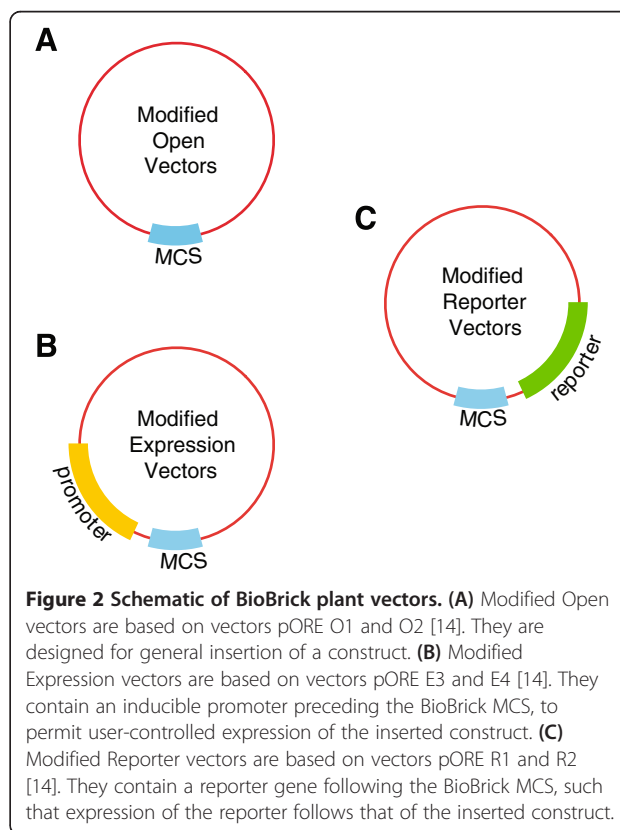 A
Modified
Open
Vectors
MCS
B
Modified
Expression
Vectors
promoter
MCS
C
Modified
Reporter
Vectors
reporter
MCS
Figure 2 Schematic of BioBrick plant vectors. (A) Modified Open
vectors are based on vectors pORE O1 and O2 [14]. They are
designed for general insertion of a construct. (B) Modified
Expression vectors are based on vectors pORE E3 and E4 [14]. They
contain an inducible promoter preceding the BioBrick MCS, to
permit user-controlled expression of the inserted construct. (C)
Modified Reporter vectors are based on vectors pORE R1 and R2
[14]. They contain a reporter gene following the BioBrick MCS, such
that expression of the reporter follows that of the inserted construct.